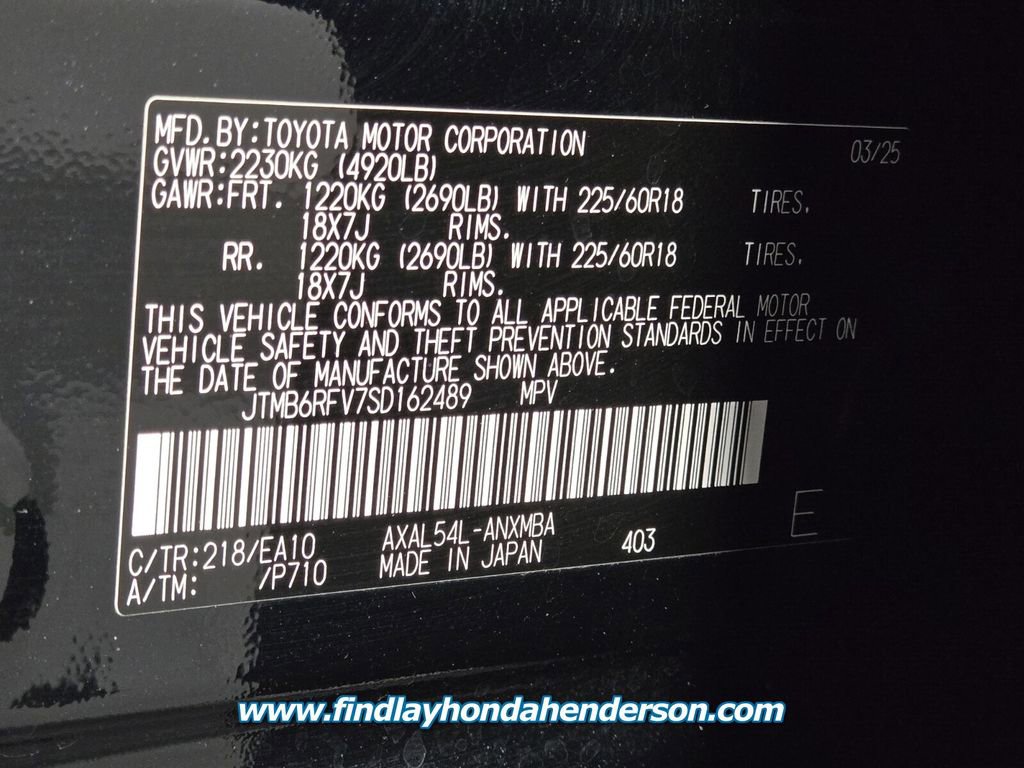 MFD. BY: TOYOTA MOTOR CORPORATION 03/25
GVWR: 2230KG (4920LB)
GAWR: FRT. 1220KG (2690LB) WITH 225/60R18 TIRES.
18X7J RIMS.
RR. 1220KG (2690LB) WITH 225/60R18 TIRES.
18X7J RIMS.
THIS VEHICLE CONFORMS TO ALL APPLICABLE FEDERAL MOTOR
VEHICLE SAFETY AND THEFT PREVENTION STANDARDS IN EFFECT ON
THE DATE OF MANUFACTURE SHOWN ABOVE.
JTMB6RFV7SD162489 MPV
C/TR: 218/EA10 AXAL54L-ANXMBA 403 E
A/TM: /P710 MADE IN JAPAN
www.findlayhondahenderson.com